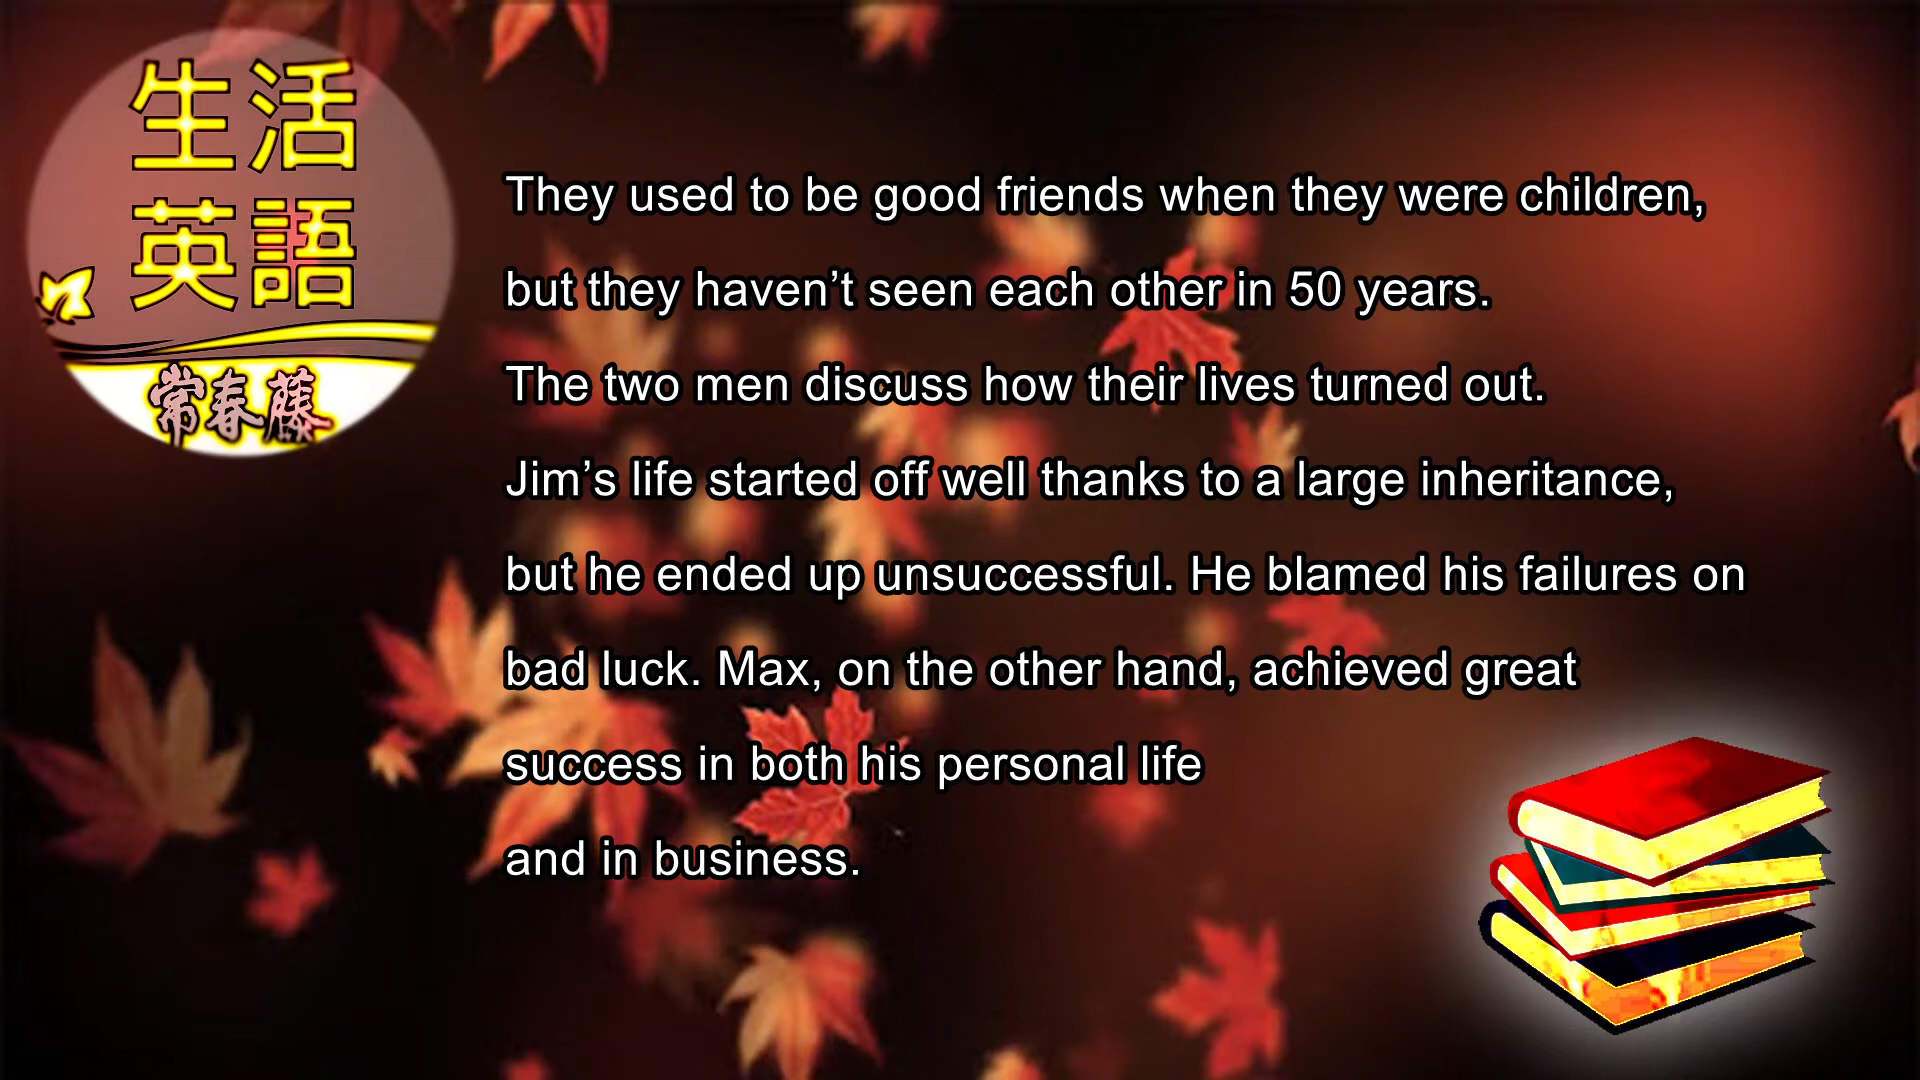 生活
英語
常春藤
They used to be good friends when they were children,
but they haven’t seen each other in 50 years.
The two men discuss how their lives turned out.
Jim’s life started off well thanks to a large inheritance,
but he ended up unsuccessful. He blamed his failures on
bad luck. Max, on the other hand, achieved great
success in both his personal life
and in business.